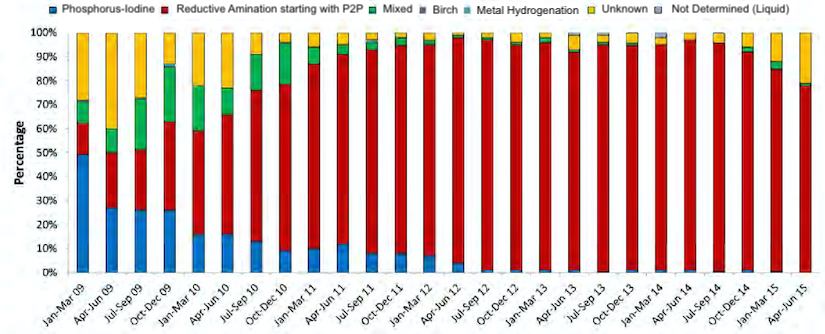 Phosphorus-Iodine Reductive Amination starting with P2P Mixed Birch Metal Hydrogenation Unknown Not Determined (Liquid)
100%
90%
80%
70%
60%
50%
40%
30%
20%
10%
0%
Percentage
Jan-Mar 09
Apr-Jun 09
Jul-Sep 09
Oct-Dec 09
Jan-Mar 10
Apr-Jun 10
Jul-Sep 10
Oct-Dec 10
Jan-Mar 11
Apr-Jun 11
Jul-Sep 11
Oct-Dec 11
Jan-Mar 12
Apr-Jun 12
Jul-Sep 12
Oct-Dec 12
Jan-Mar 13
Apr-Jun 13
Jul-Sep 13
Oct-Dec 13
Jan-Mar 14
Apr-Jun 14
Jul-Sep 14
Oct-Dec 14
Jan-Mar 15
Apr-Jun 15